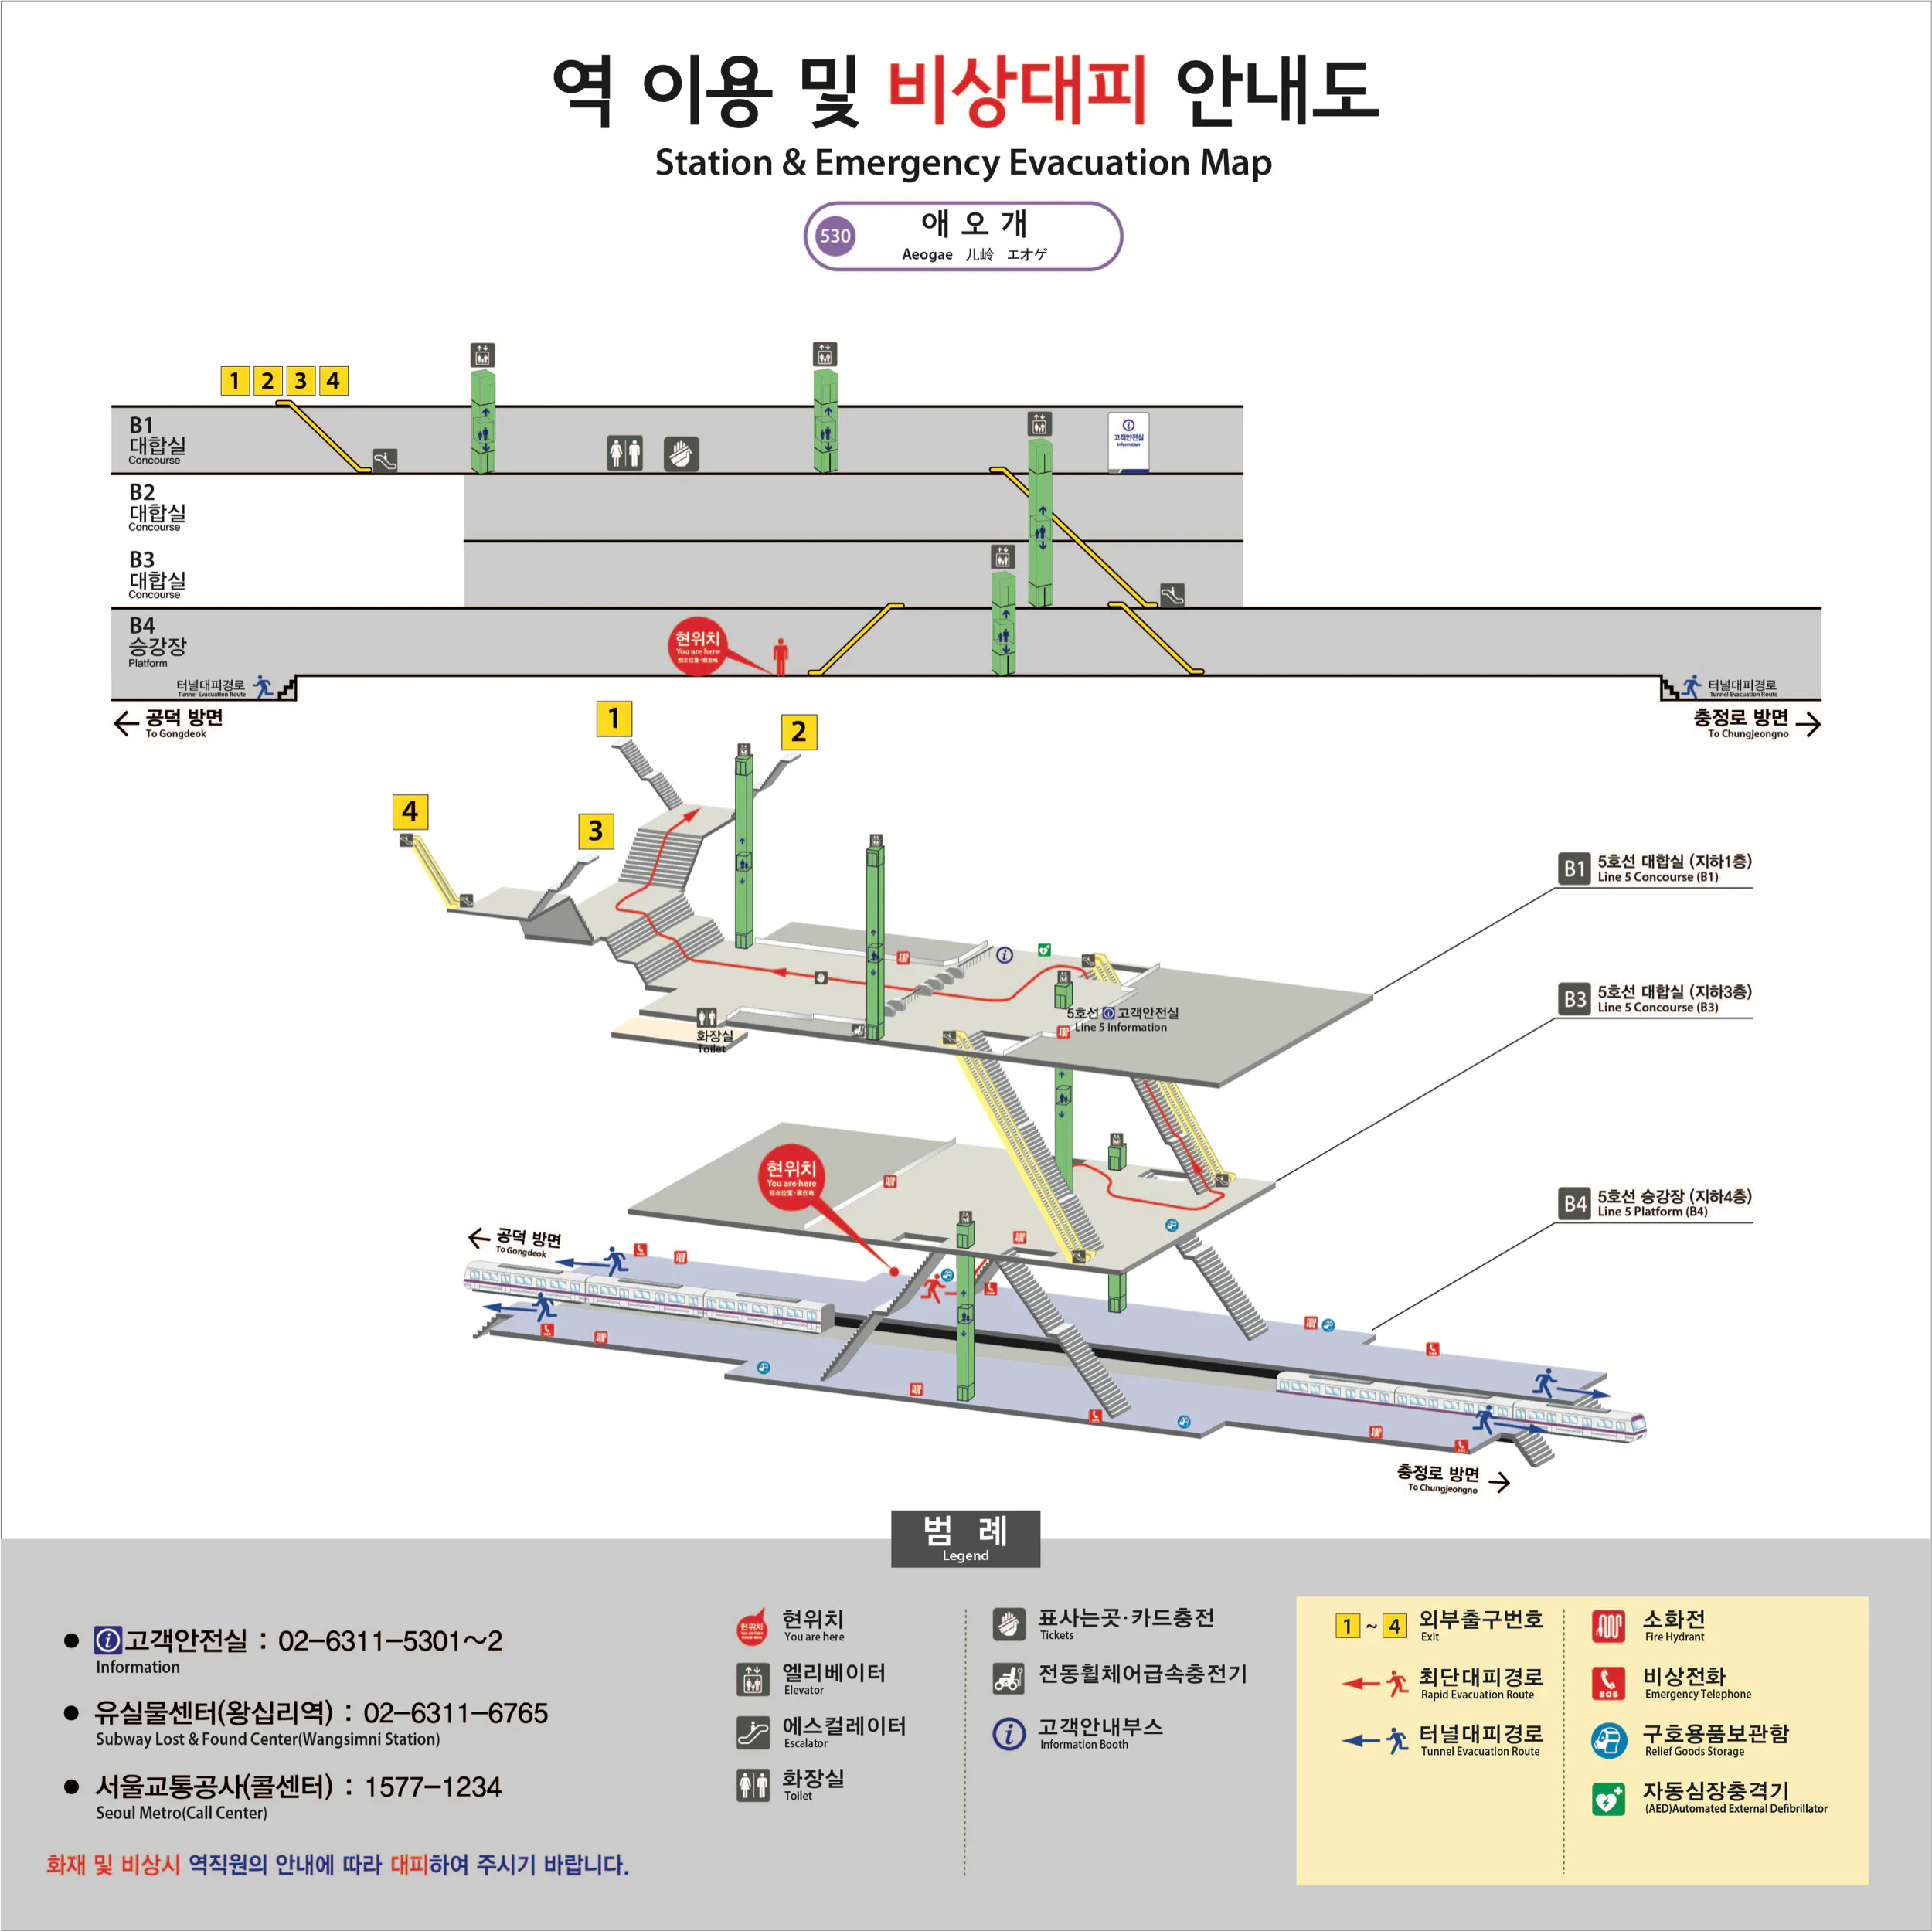 역 이용 및 비상대피 안내도
Station & Emergency Evacuation Map
530
애오개
Aeogae 儿岭 エオゲ
1 2 3 4
B1
대합실
Concourse
고객안전실
Information
B2
대합실
Concourse
B3
대합실
Concourse
B4
승강장
Platform
현위치
You are here
터널대피경로
Tunnel Evacuation Route
터널대피경로
Tunnel Evacuation Route
← 공덕 방면
To Gongdeok
충정로 방면 →
To Chungjeongno
1
2
4
3
B1 5호선 대합실 (지하1층)
Line 5 Concourse (B1)
5호선 고객안전실
Line 5 Information
화장실
Toilet
B3 5호선 대합실 (지하3층)
Line 5 Concourse (B3)
현위치
You are here
B4 5호선 승강장 (지하4층)
Line 5 Platform (B4)
← 공덕 방면
To Gongdeok
충정로 방면 →
To Chungjeongno
범 례
Legend
● 고객안전실 : 02-6311-5301~2
Information
● 유실물센터(왕십리역) : 02-6311-6765
Subway Lost & Found Center(Wangsimni Station)
● 서울교통공사(콜센터) : 1577-1234
Seoul Metro(Call Center)
화재 및 비상시 역직원의 안내에 따라 대피하여 주시기 바랍니다.
현위치
현위치
You are here
엘리베이터
Elevator
에스컬레이터
Escalator
화장실
Toilet
표사는곳·카드충전
Tickets
전동휠체어급속충전기
고객안내부스
Information Booth
1 ~ 4 외부출구번호
Exit
최단대피경로
Rapid Evacuation Route
터널대피경로
Tunnel Evacuation Route
소화전
Fire Hydrant
SOS
비상전화
Emergency Telephone
구호용품보관함
Relief Goods Storage
자동심장충격기
(AED)Automated External Defibrillator